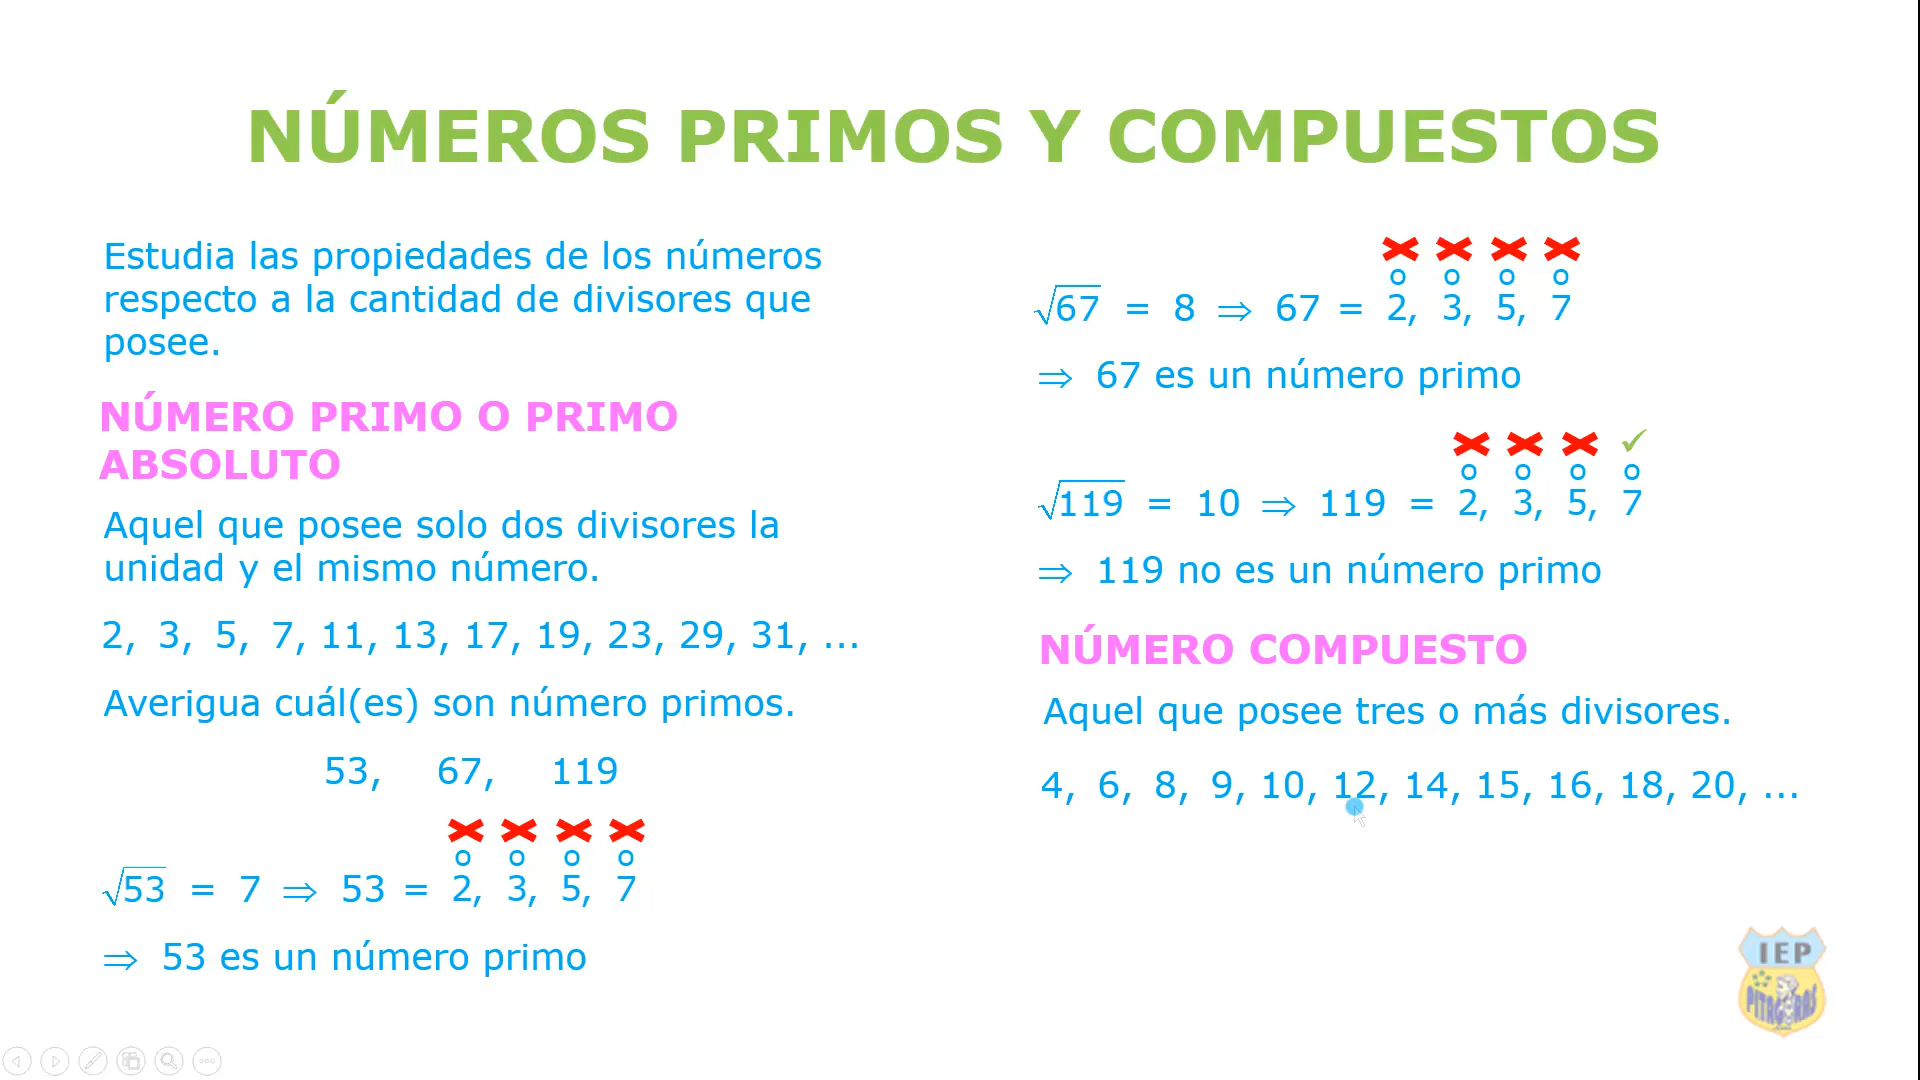 NÚMEROS PRIMOS Y COMPUESTOS
Estudia las propiedades de los números
respecto a la cantidad de divisores que
posee.
NÚMERO PRIMO O PRIMO
ABSOLUTO
Aquel que posee solo dos divisores la
unidad y el mismo número.
2, 3, 5, 7, 11, 13, 17, 19, 23, 29, 31, ...
Averigua cuál(es) son número primos.
53, 67, 119
o o o o
√53 = 7 ⇒ 53 = 2, 3, 5, 7
⇒ 53 es un número primo
o o o o
√67 = 8 ⇒ 67 = 2, 3, 5, 7
⇒ 67 es un número primo
✓
o o o o
√119 = 10 ⇒ 119 = 2, 3, 5, 7
⇒ 119 no es un número primo
NÚMERO COMPUESTO
Aquel que posee tres o más divisores.
4, 6, 8, 9, 10, 12, 14, 15, 16, 18, 20, ...
IEP
PITAGORAS